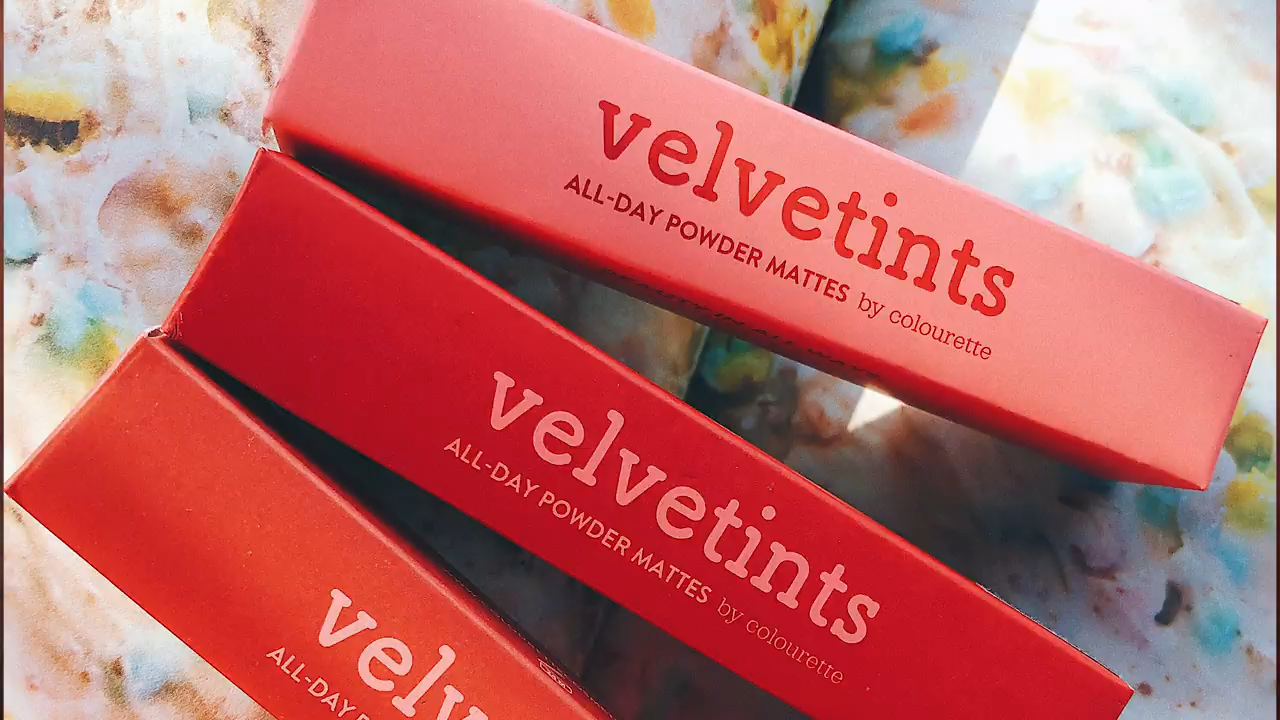 velvetints
ALL-DAY POWDER MATTES by colourette
velvetints
ALL-DAY POWDER MATTES by colourette
velv
ALL-DAY